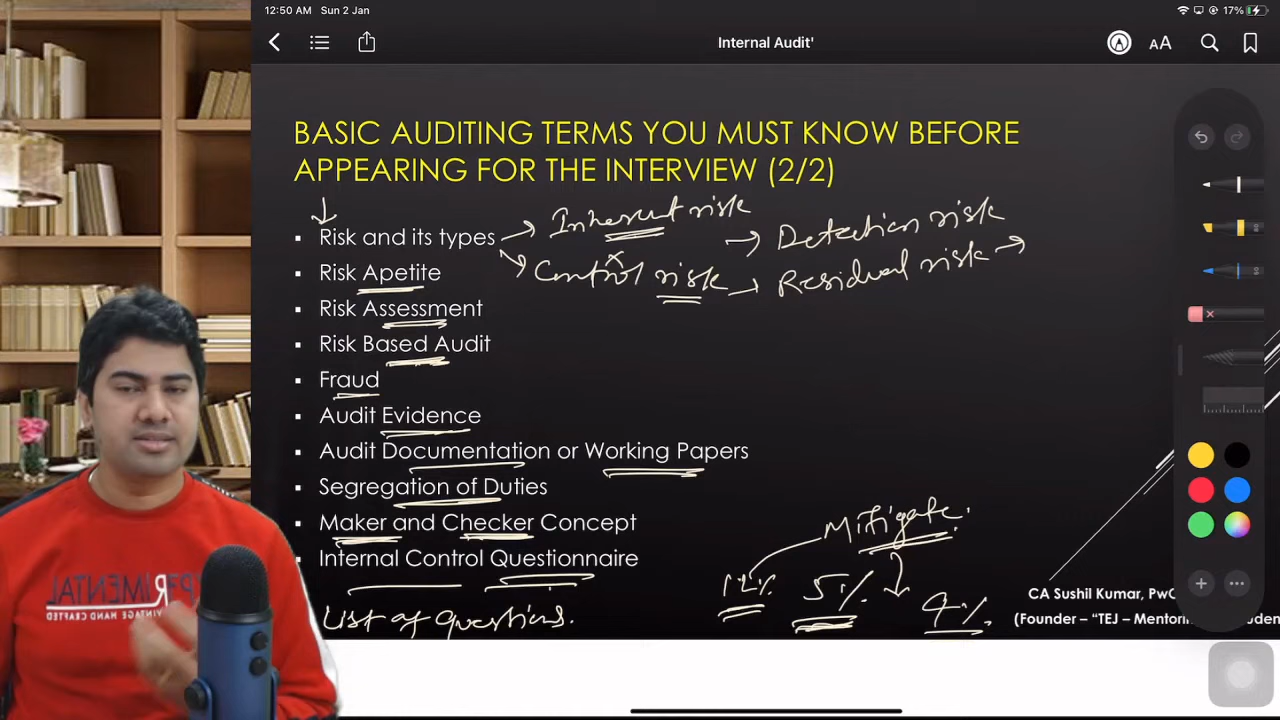 12:50 AM Sun 2 Jan
17%
Internal Audit'
AA
BASIC AUDITING TERMS YOU MUST KNOW BEFORE
APPEARING FOR THE INTERVIEW (2/2)
▪ Risk and its types → Inherent risk → Detection risk
→ Control risk → Residual risk →
▪ Risk Apetite
▪ Risk Assessment
▪ Risk Based Audit
▪ Fraud
▪ Audit Evidence
▪ Audit Documentation or Working Papers
▪ Segregation of Duties
▪ Maker and Checker Concept
▪ Internal Control Questionnaire
List of Questions.
Mitigate
5% 4%
CA Sushil Kumar, PwC
(Founder – “TEJ – Mentorin